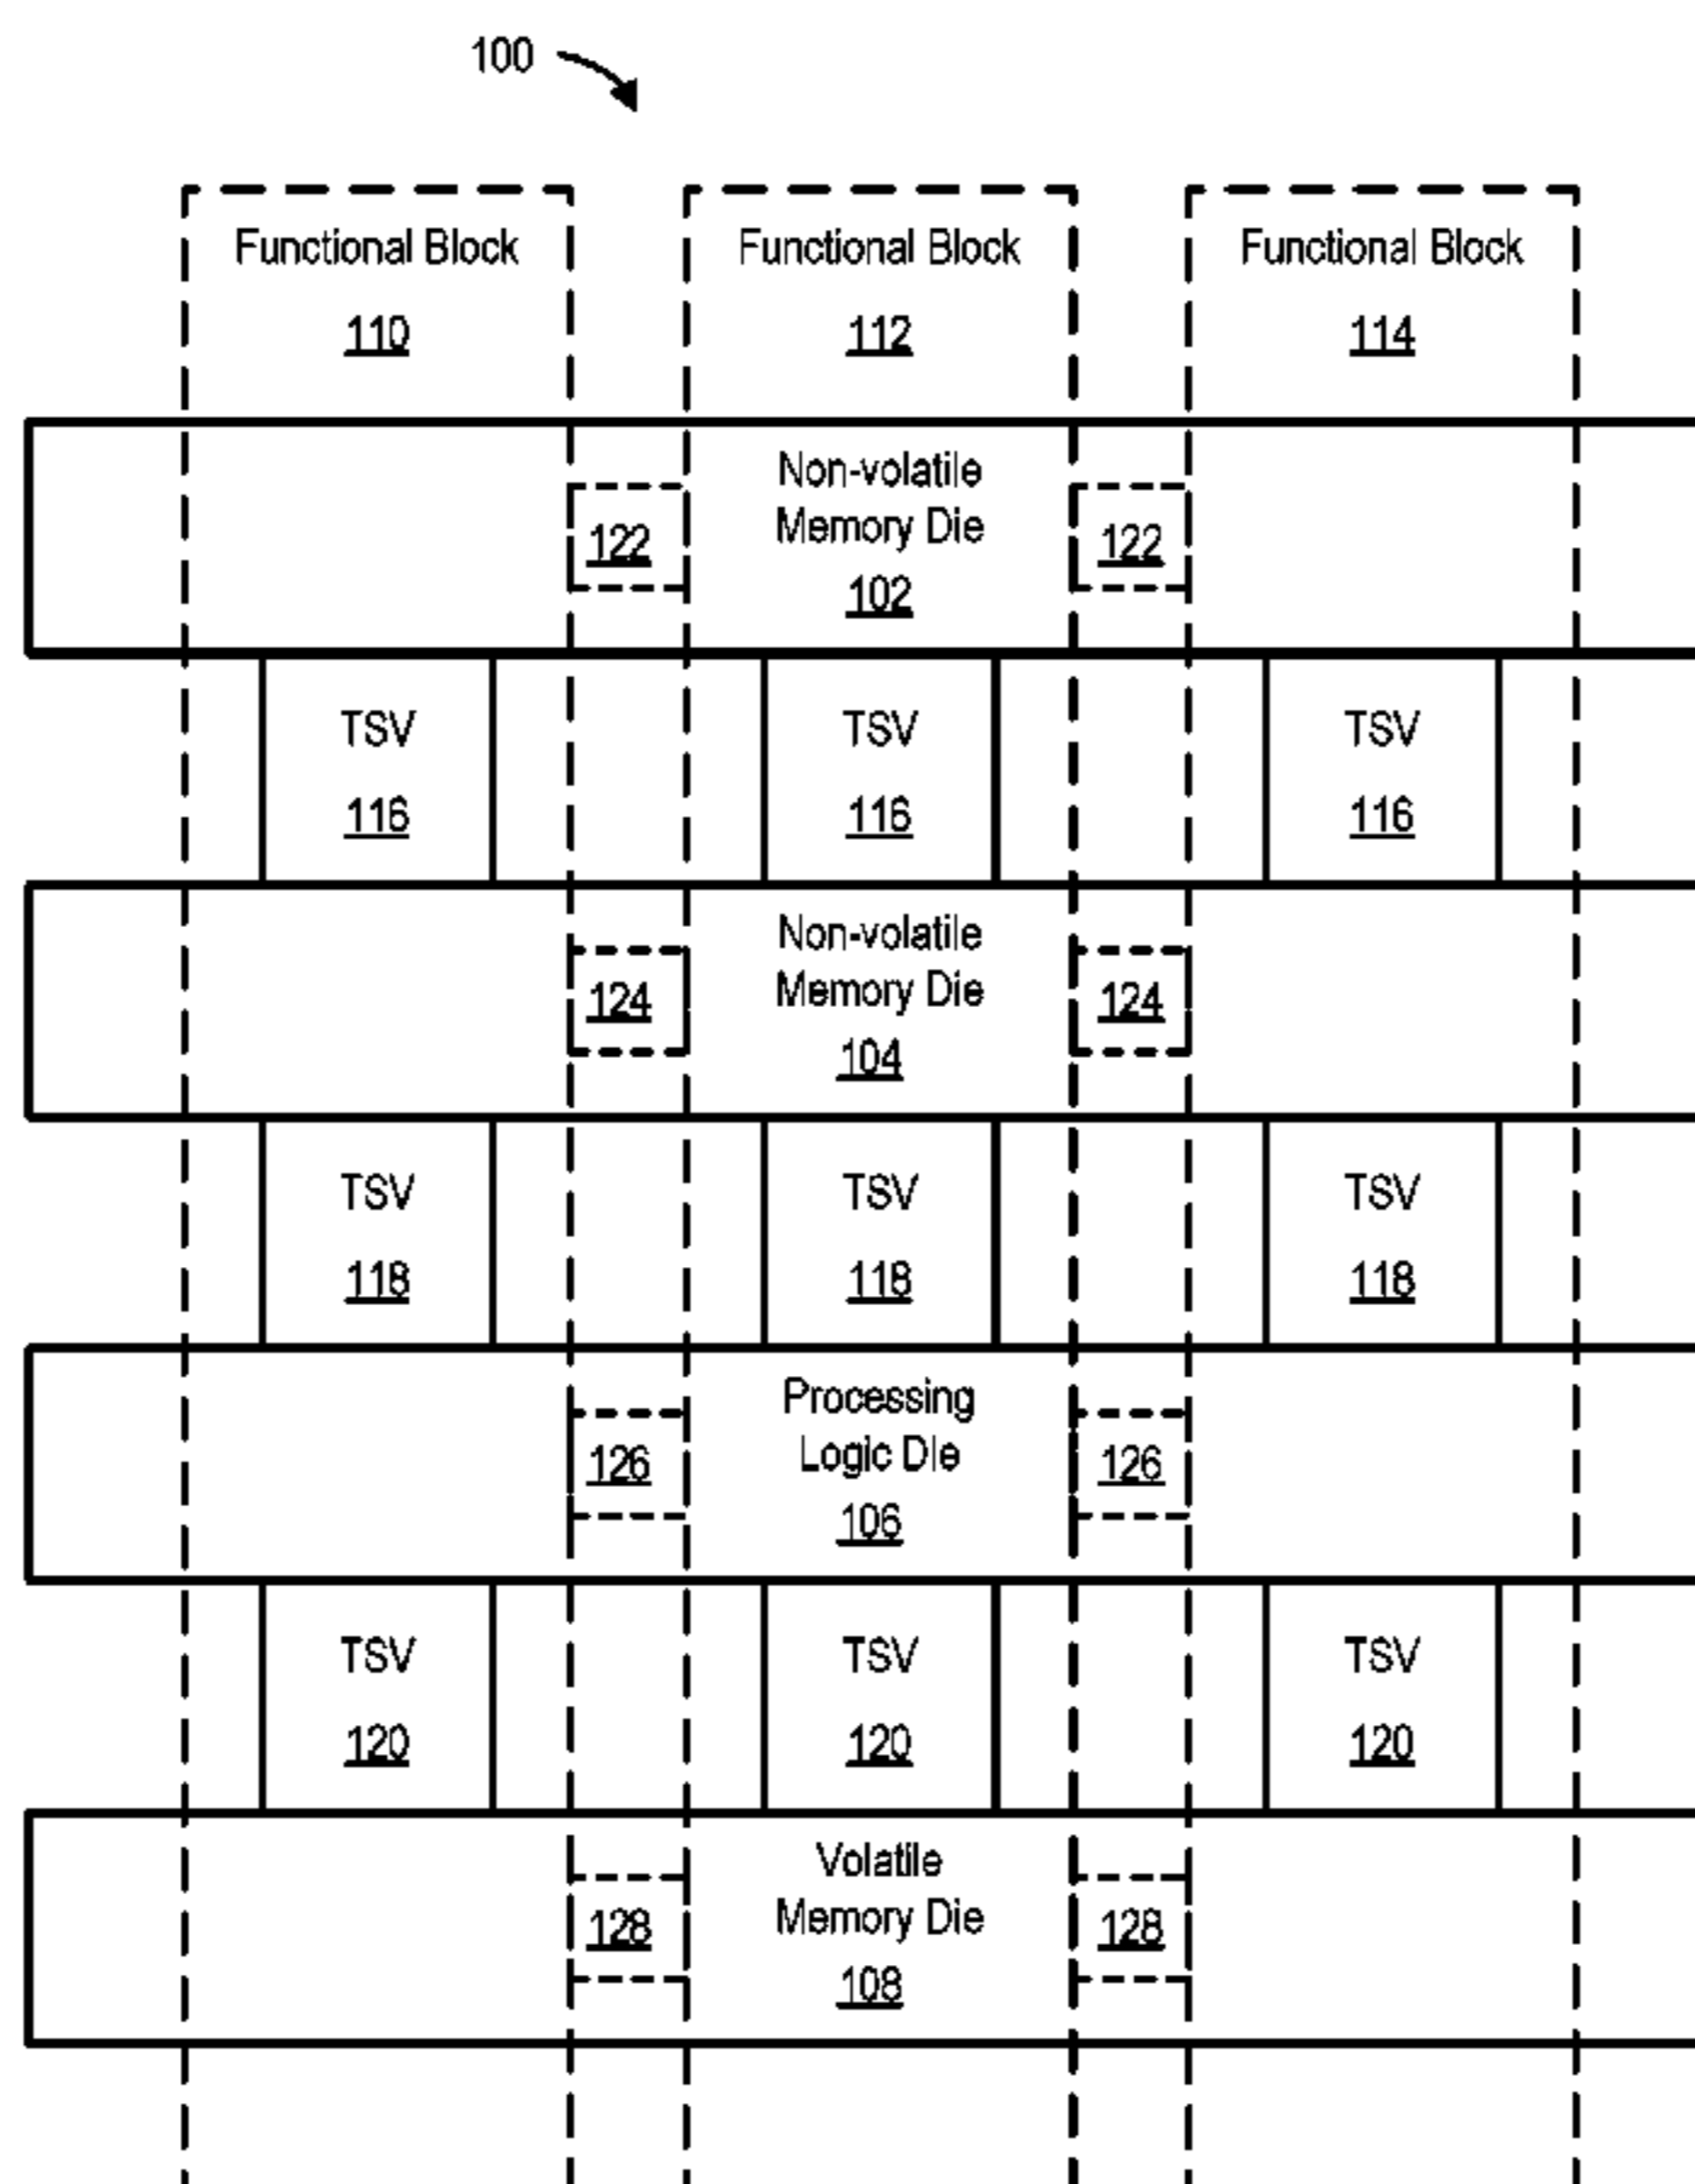 100
Functional Block Functional Block Functional Block
110 112 114
Non-volatile
Memory Die
122 122
102
TSV TSV TSV
116 116 116
Non-volatile
Memory Die
124 124
104
TSV TSV TSV
118 118 118
Processing
Logic Die
126 126
106
TSV TSV TSV
120 120 120
Volatile
Memory Die
128 128
108